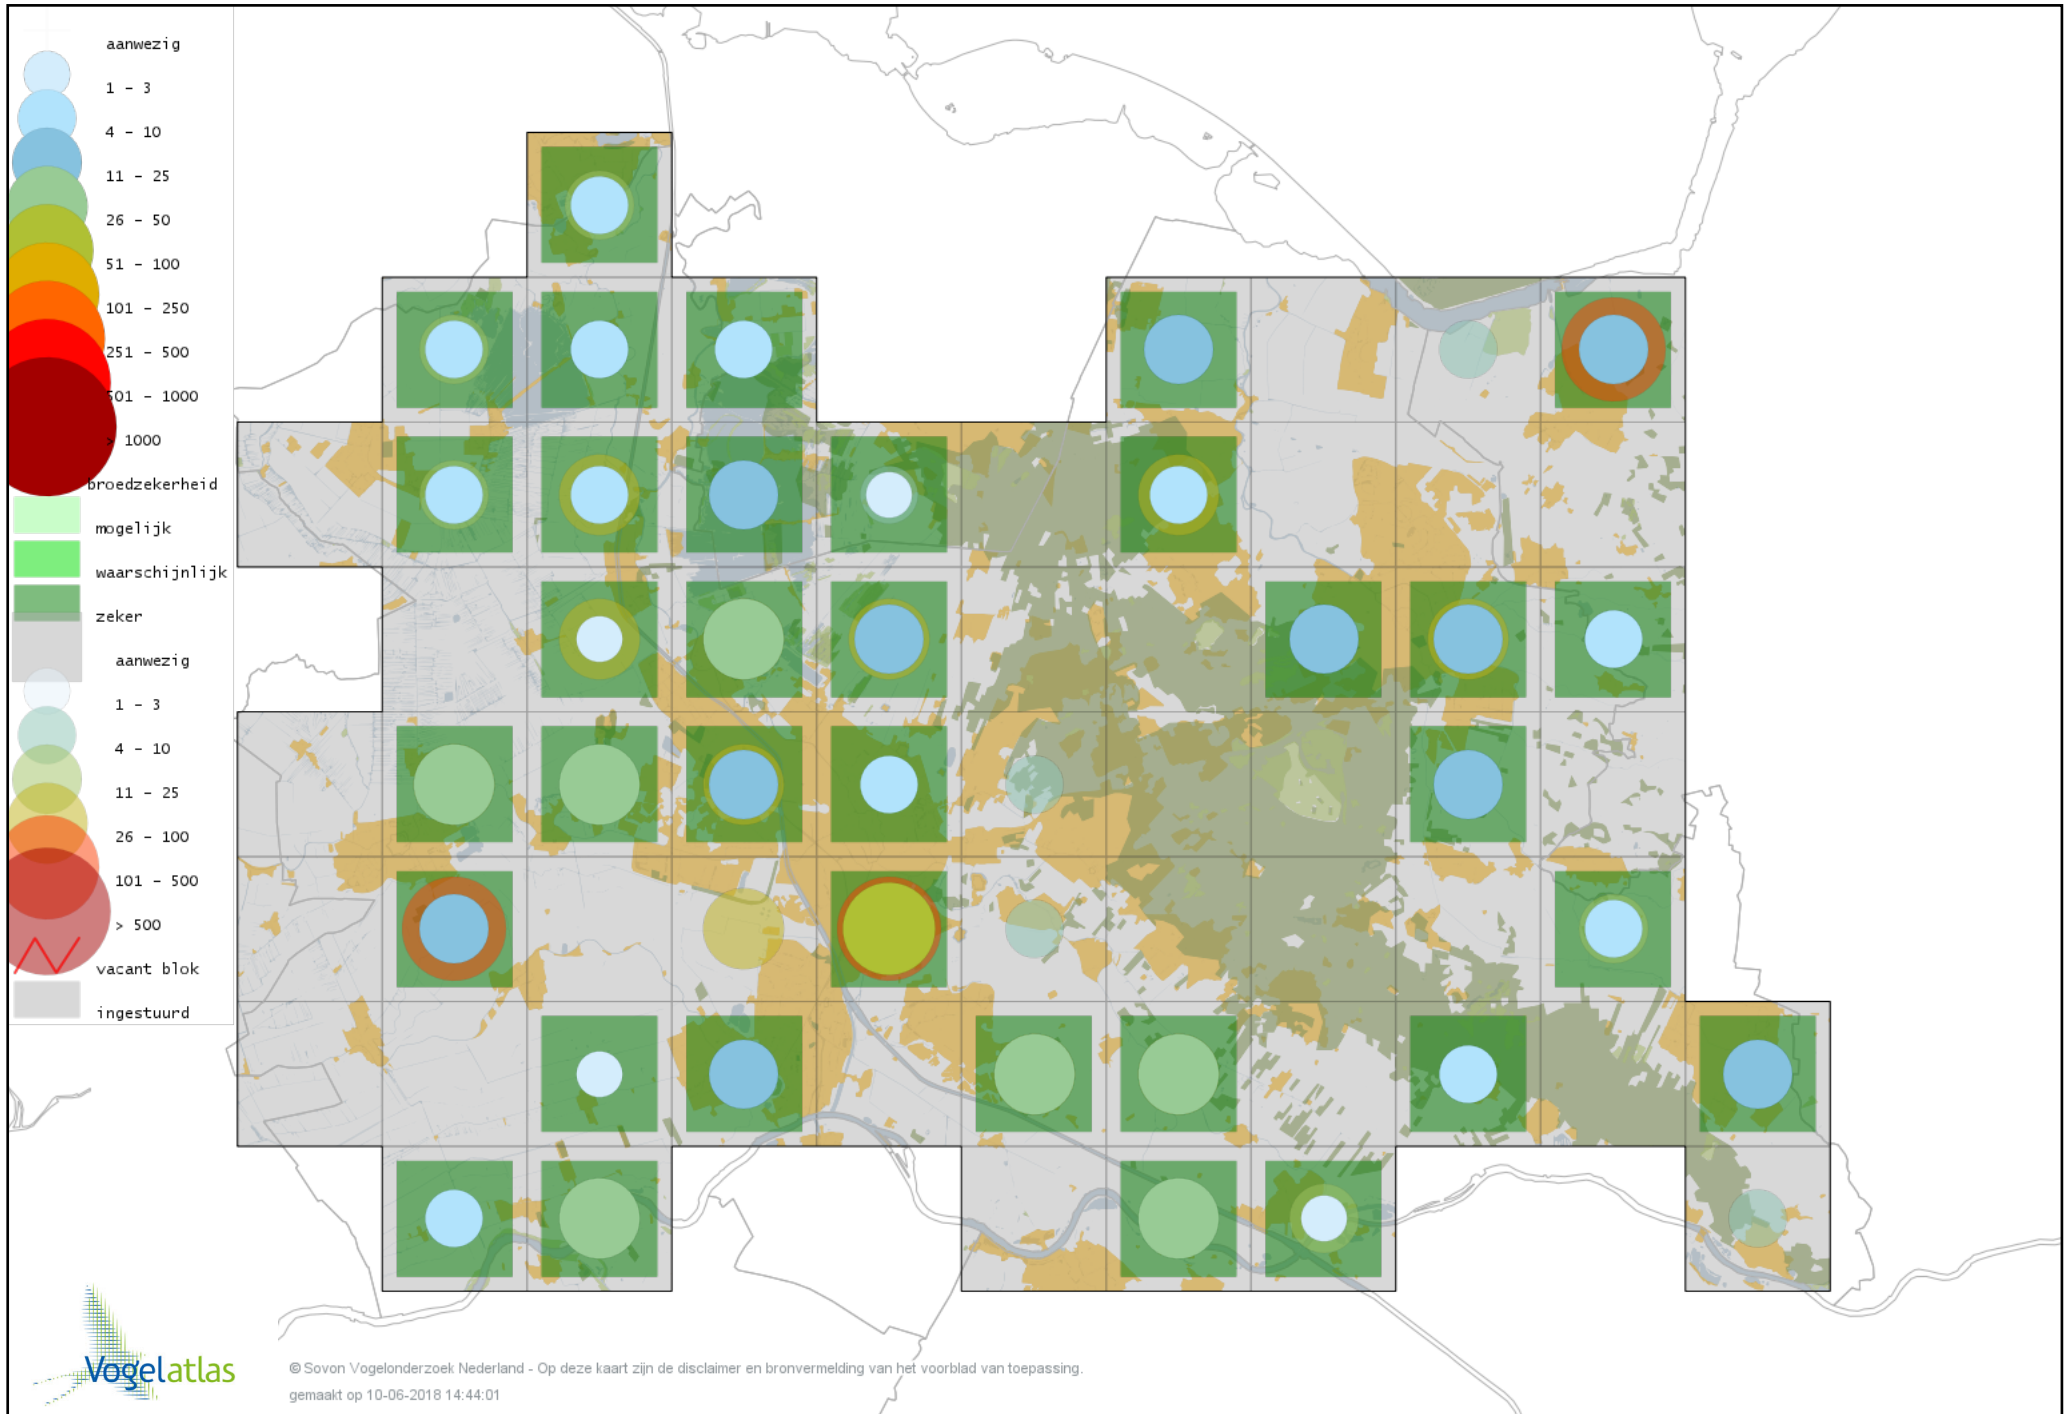 aanwezig
1 - 3
4 - 10
11 - 25
26 - 50
51 - 100
101 - 250
251 - 500
501 - 1000
> 1000
broedzekerheid
mogelijk
waarschijnlijk
zeker
aanwezig
1 - 3
4 - 10
11 - 25
26 - 100
101 - 500
> 500
vacant blok
ingestuurd
Vogelatlas
© Sovon Vogelonderzoek Nederland - Op deze kaart zijn de disclaimer en bronvermelding van het voorblad van toepassing.
gemaakt op 10-06-2018 14:44:01